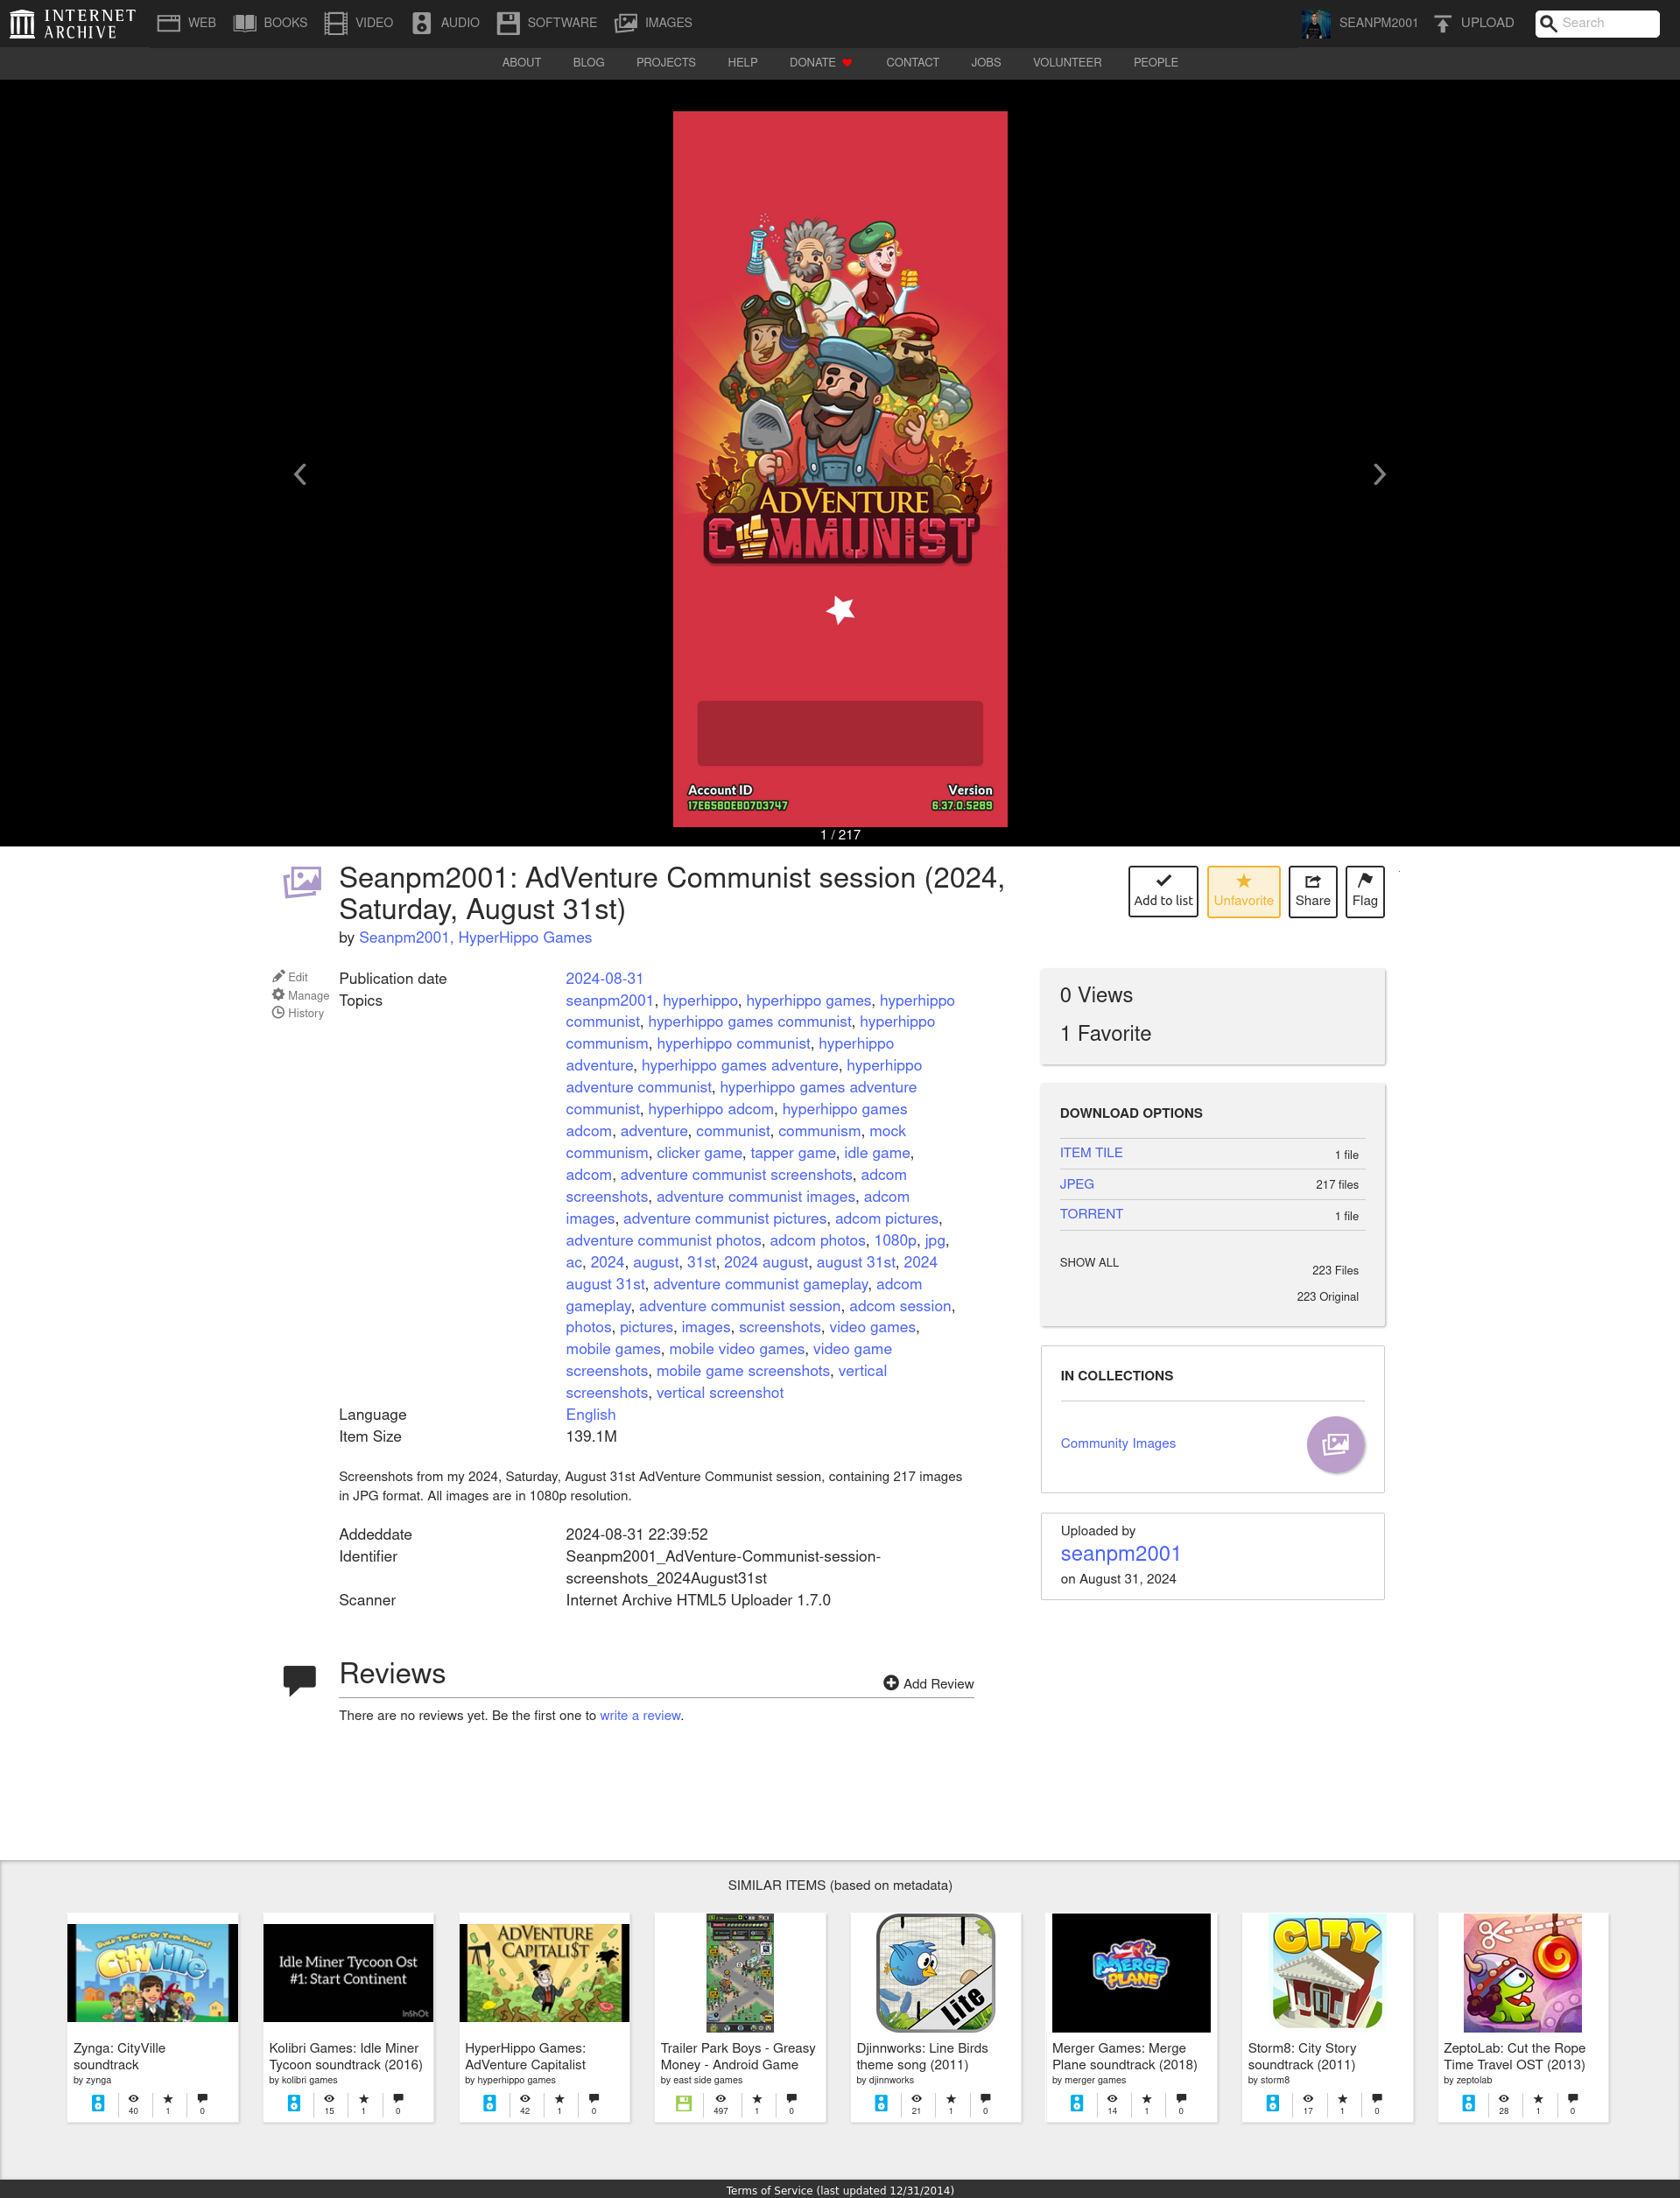 INTERNET
ARCHIVE
WEB
BOOKS
VIDEO
AUDIO
SOFTWARE
IMAGES
SEANPM2001
UPLOAD
Search
ABOUT
BLOG
PROJECTS
HELP
DONATE
CONTACT
JOBS
VOLUNTEER
PEOPLE
ADVENTURE
COMMUNIST
Account ID
Version
17E6580E80703747
6.37.0.5289
1 / 217
Seanpm2001: AdVenture Communist session (2024,
Saturday, August 31st)
by Seanpm2001, HyperHippo Games
Add to list
Unfavorite
Share
Flag
Edit
Manage
History
Publication date 2024-08-31
Topics seanpm2001, hyperhippo, hyperhippo games, hyperhippo
communist, hyperhippo games communist, hyperhippo
communism, hyperhippo communist, hyperhippo
adventure, hyperhippo games adventure, hyperhippo
adventure communist, hyperhippo games adventure
communist, hyperhippo adcom, hyperhippo games
adcom, adventure, communist, communism, mock
communism, clicker game, tapper game, idle game,
adcom, adventure communist screenshots, adcom
screenshots, adventure communist images, adcom
images, adventure communist pictures, adcom pictures,
adventure communist photos, adcom photos, 1080p, jpg,
ac, 2024, august, 31st, 2024 august, august 31st, 2024
august 31st, adventure communist gameplay, adcom
gameplay, adventure communist session, adcom session,
photos, pictures, images, screenshots, video games,
mobile games, mobile video games, video game
screenshots, mobile game screenshots, vertical
screenshots, vertical screenshot
Language English
Item Size 139.1M
Screenshots from my 2024, Saturday, August 31st AdVenture Communist session, containing 217 images
in JPG format. All images are in 1080p resolution.
Addeddate 2024-08-31 22:39:52
Identifier Seanpm2001_AdVenture-Communist-session-
screenshots_2024August31st
Scanner Internet Archive HTML5 Uploader 1.7.0
0 Views
1 Favorite
DOWNLOAD OPTIONS
ITEM TILE 1 file
JPEG 217 files
TORRENT 1 file
SHOW ALL 223 Files
223 Original
IN COLLECTIONS
Community Images
Uploaded by
seanpm2001
on August 31, 2024
Reviews
Add Review
There are no reviews yet. Be the first one to write a review.
SIMILAR ITEMS (based on metadata)
BUILD THE CITY OF YOUR DREAMS!
CityVille
Zynga: CityVille
soundtrack
by zynga
40 1 0
Idle Miner Tycoon Ost
#1: Start Continent
InShOt
Kolibri Games: Idle Miner
Tycoon soundtrack (2016)
by kolibri games
15 1 0
ADVENTURE
CAPITALI$T
HyperHippo Games:
AdVenture Capitalist
by hyperhippo games
42 1 0
Trailer Park Boys - Greasy
Money - Android Game
by east side games
497 1 0
Lite
Djinnworks: Line Birds
theme song (2011)
by djinnworks
21 1 0
MERGE
PLANE
Merger Games: Merge
Plane soundtrack (2018)
by merger games
14 1 0
CITY
Storm8: City Story
soundtrack (2011)
by storm8
17 1 0
ZeptoLab: Cut the Rope
Time Travel OST (2013)
by zeptolab
28 1 0
Terms of Service (last updated 12/31/2014)